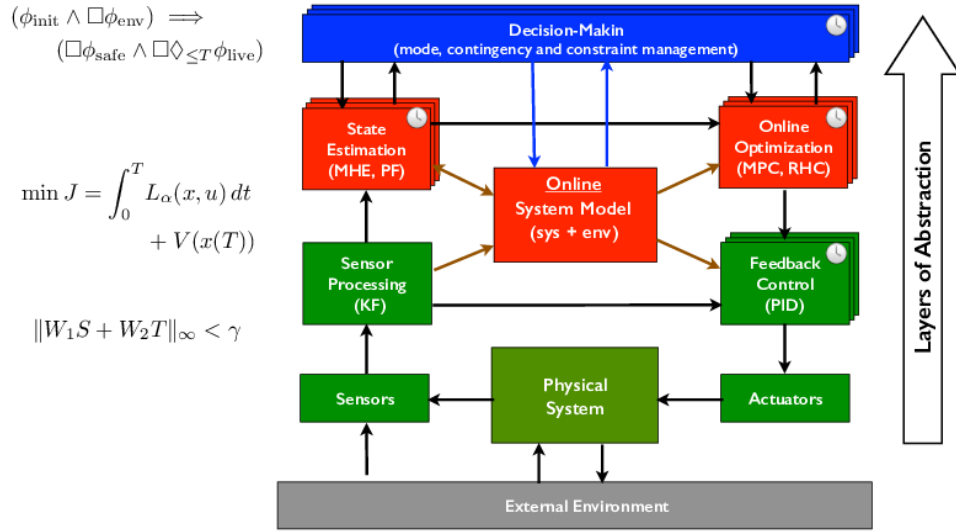 (ϕ_init ∧ □ϕ_env) ⟹
(□ϕ_safe ∧ □◊_{≤T} ϕ_live)
Decision-Makin
(mode, contingency and constraint management)
State
Estimation
(MHE, PF)
Online
Optimization
(MPC, RHC)
Online
System Model
(sys + env)
min J = ∫_0^T L_α(x, u) dt
+ V(x(T))
Sensor
Processing
(KF)
Feedback
Control
(PID)
‖W_1S + W_2T‖_∞ < γ
Sensors
Physical
System
Actuators
External Environment
Layers of Abstraction